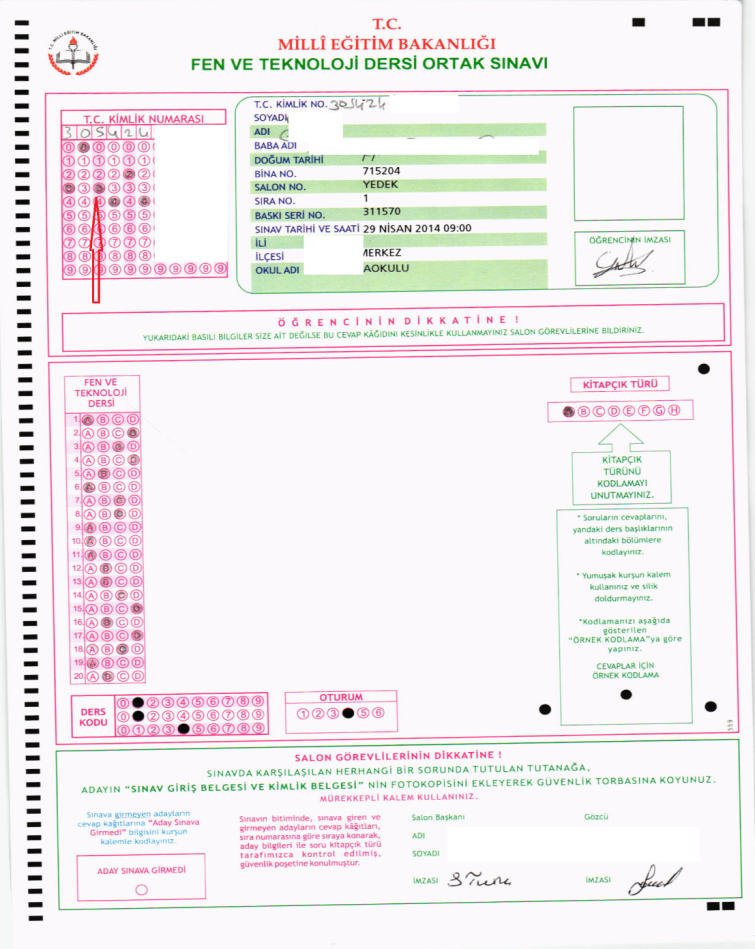 T.C.
MİLLÎ EĞİTİM BAKANLIĞI
FEN VE TEKNOLOJİ DERSİ ORTAK SINAVI
T.C. KİMLİK NUMARASI
305424
0 0 0 0 0 0
1 1 1 1 1 1
2 2 2 2 2 2
3 3 3 3 3 3
4 4 4 4 4 4
5 5 5 5 5 5
6 6 6 6 6 6
7 7 7 7 7 7
8 8 8 8 8 8
9 9 9 9 9 9 9 9 9 9 9
T.C. KİMLİK NO. 305424
SOYADI
ADI
BABA ADI
DOĞUM TARİHİ / /
BİNA NO. 715204
SALON NO. YEDEK
SIRA NO. 1
BASKI SERİ NO. 311570
SINAV TARİHİ VE SAATİ 29 NİSAN 2014 09:00
İLİ
İLÇESİ MERKEZ
OKUL ADI AOKULU
ÖĞRENCİNİN İMZASI
ÖĞRENCİNİN DİKKATİNE !
YUKARIDAKİ BASILI BİLGİLER SİZE AİT DEĞİLSE BU CEVAP KÂĞIDINI KESİNLİKLE KULLANMAYINIZ SALON GÖREVLİLERİNE BİLDİRİNİZ.
FEN VE
TEKNOLOJİ
DERSİ
1. A B C D
2. A B C D
3. A B C D
4. A B C D
5. A B C D
6. A B C D
7. A B C D
8. A B C D
9. A B C D
10. A B C D
11. A B C D
12. A B C D
13. A B C D
14. A B C D
15. A B C D
16. A B C D
17. A B C D
18. A B C D
19. A B C D
20. A B C D
KİTAPÇIK TÜRÜ
A B C D E F G H
KİTAPÇIK
TÜRÜNÜ
KODLAMAYI
UNUTMAYINIZ.
* Soruların cevaplarını,
yandaki ders başlıklarının
altındaki bölümlere
kodlayınız.
* Yumuşak kurşun kalem
kullanınız ve silik
doldurmayınız.
*Kodlamanızı aşağıda
gösterilen
"ÖRNEK KODLAMA"ya göre
yapınız.
CEVAPLAR İÇİN
ÖRNEK KODLAMA
DERS
KODU
0 2 3 4 5 6 7 8 9
0 2 3 4 5 6 7 8 9
0 1 2 3 5 6 7 8 9
OTURUM
1 2 3 5 6
559
SALON GÖREVLİLERİNİN DİKKATİNE !
SINAVDA KARŞILAŞILAN HERHANGİ BİR SORUNDA TUTULAN TUTANAĞA,
ADAYIN "SINAV GİRİŞ BELGESİ VE KİMLİK BELGESİ" NİN FOTOKOPİSİNİ EKLEYEREK GÜVENLİK TORBASINA KOYUNUZ.
MÜREKKEPLİ KALEM KULLANINIZ.
Sınava girmeyen adayların
cevap kağıtlarına "Aday Sınava
Girmedi" bilgisini kurşun
kalemle kodlayınız.
ADAY SINAVA GİRMEDİ
Sınavın bitiminde, sınava giren ve
girmeyen adayların cevap kâğıtları,
sıra numarasına göre sıraya konarak,
aday bilgileri ile soru kitapçık türü
tarafımızca kontrol edilmiş,
güvenlik poşetine konulmuştur.
Salon Başkanı
ADI
SOYADI
İMZASI
Gözcü
İMZASI